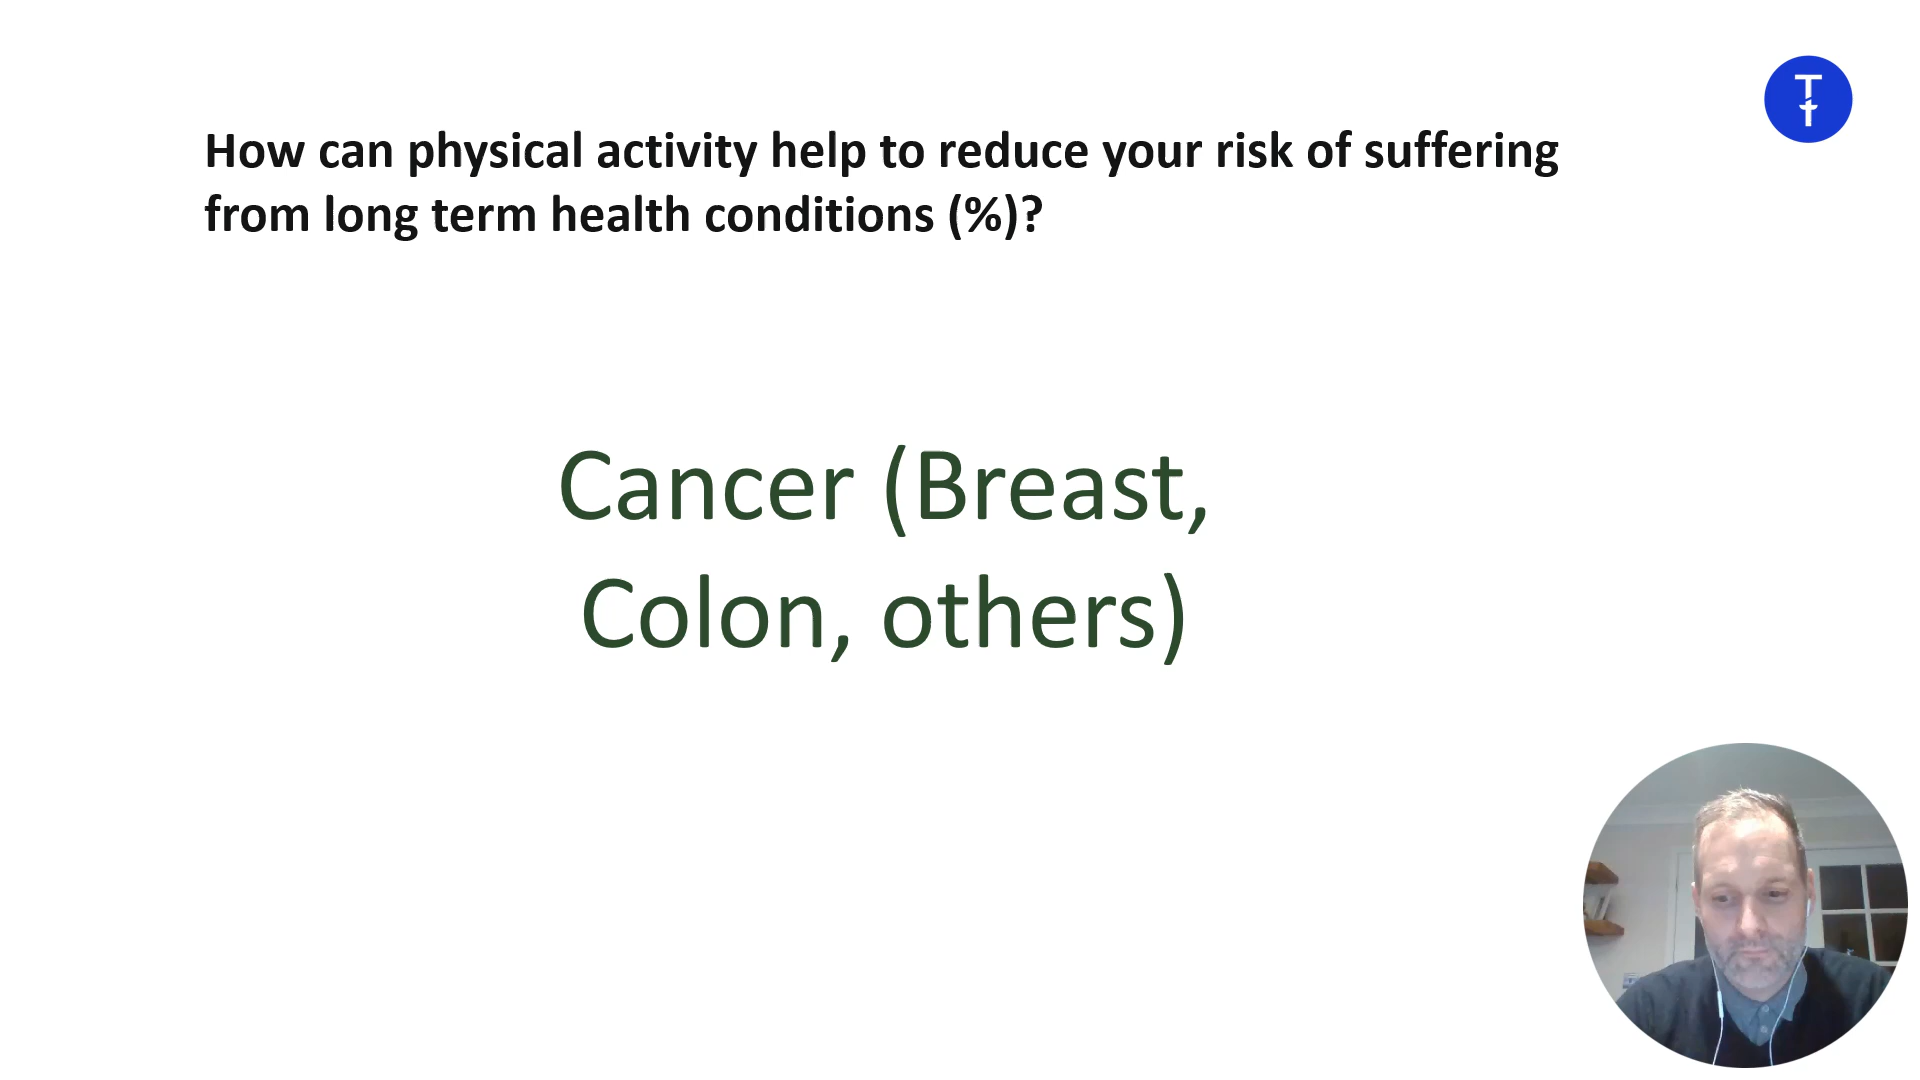 How can physical activity help to reduce your risk of suffering
from long term health conditions (%)?
Cancer (Breast,
Colon, others)